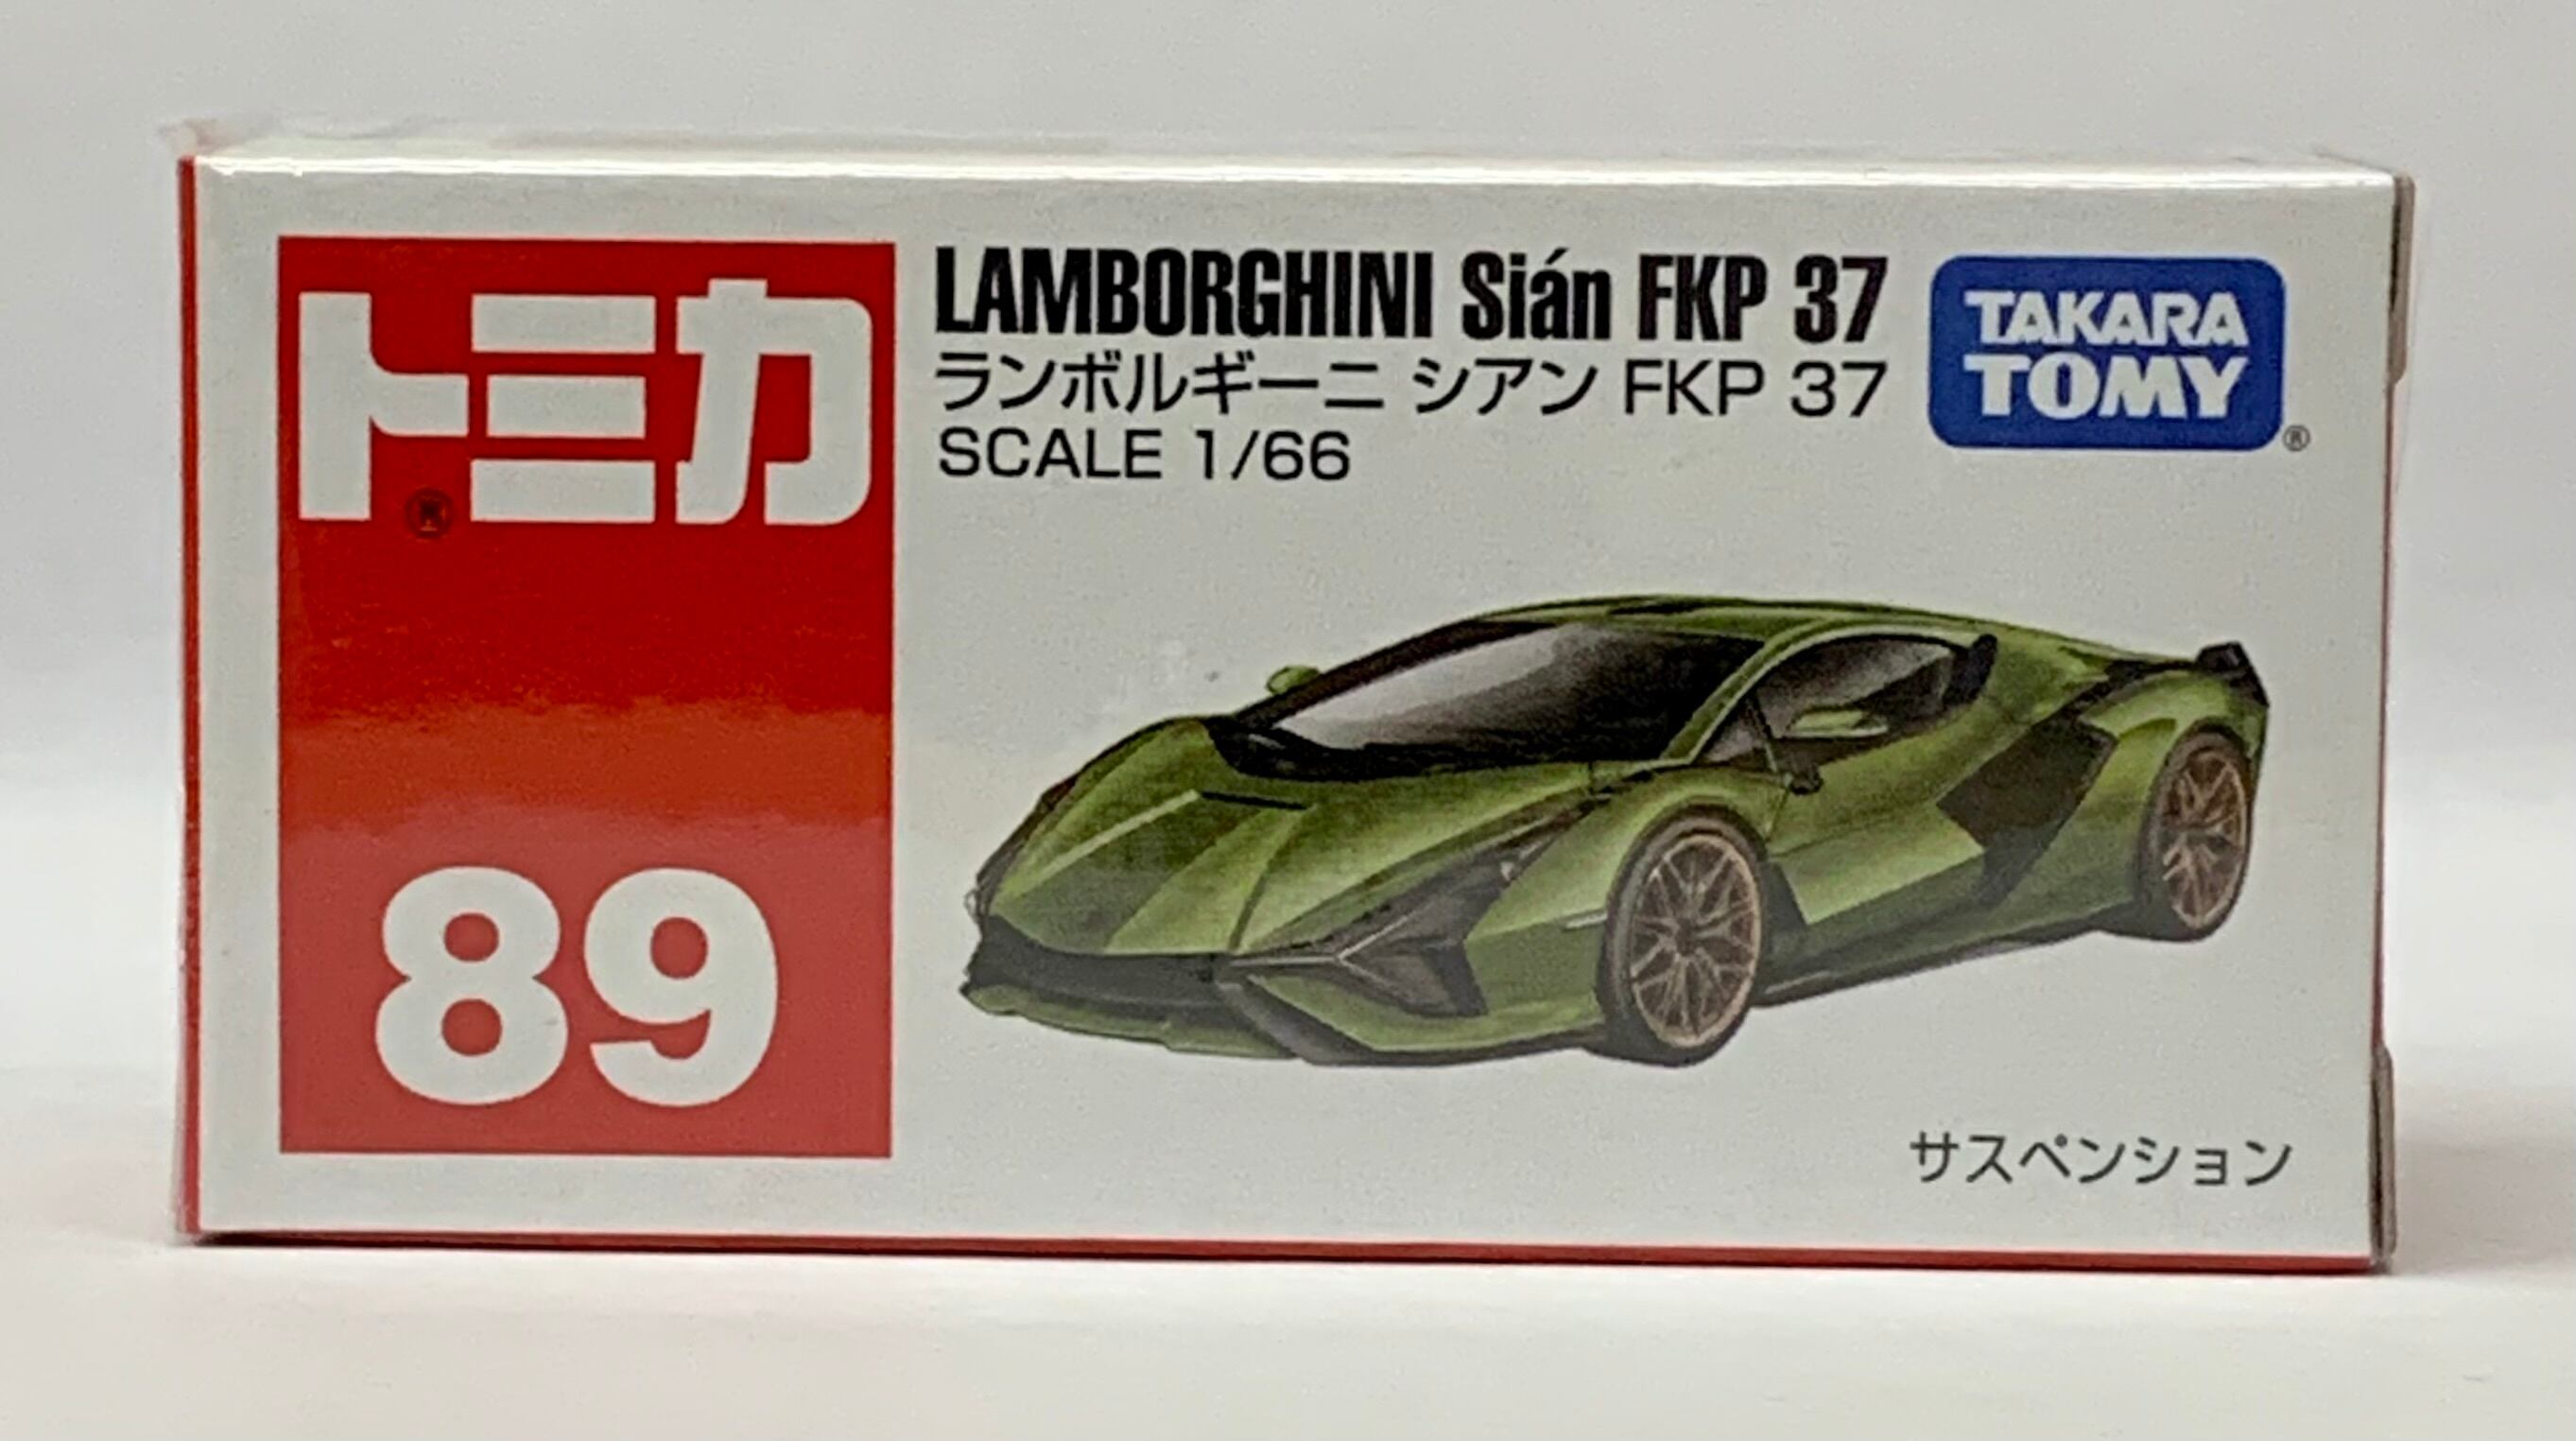 トミカ
®
89
LAMBORGHINI Sián FKP 37
ランボルギーニ シアン FKP 37
SCALE 1/66
TAKARA
TOMY
®
サスペンション